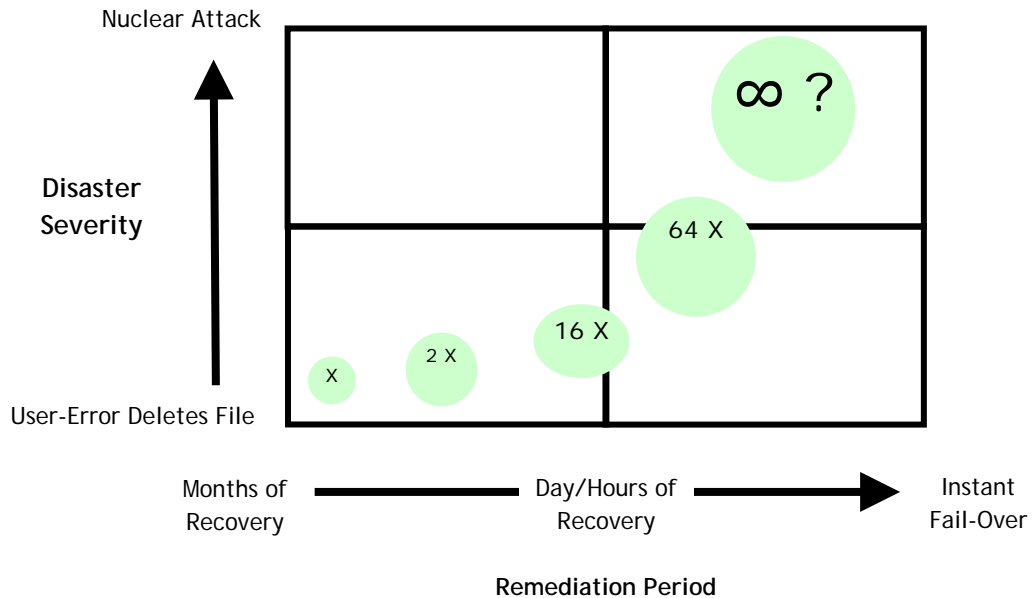 Nuclear Attack
∞ ?
Disaster
Severity
64 X
16 X
2 X
X
User-Error Deletes File
Months of
Recovery
Day/Hours of
Recovery
Instant
Fail-Over
Remediation Period